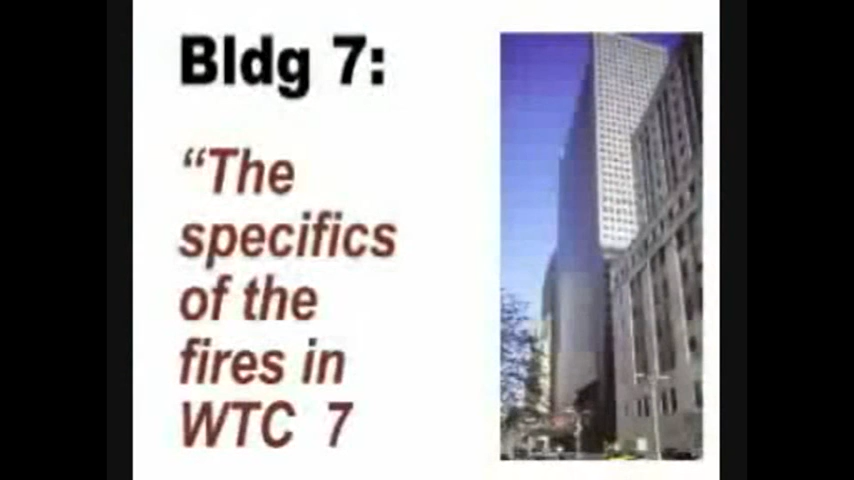 Bldg 7:
“The
specifics
of the
fires in
WTC 7